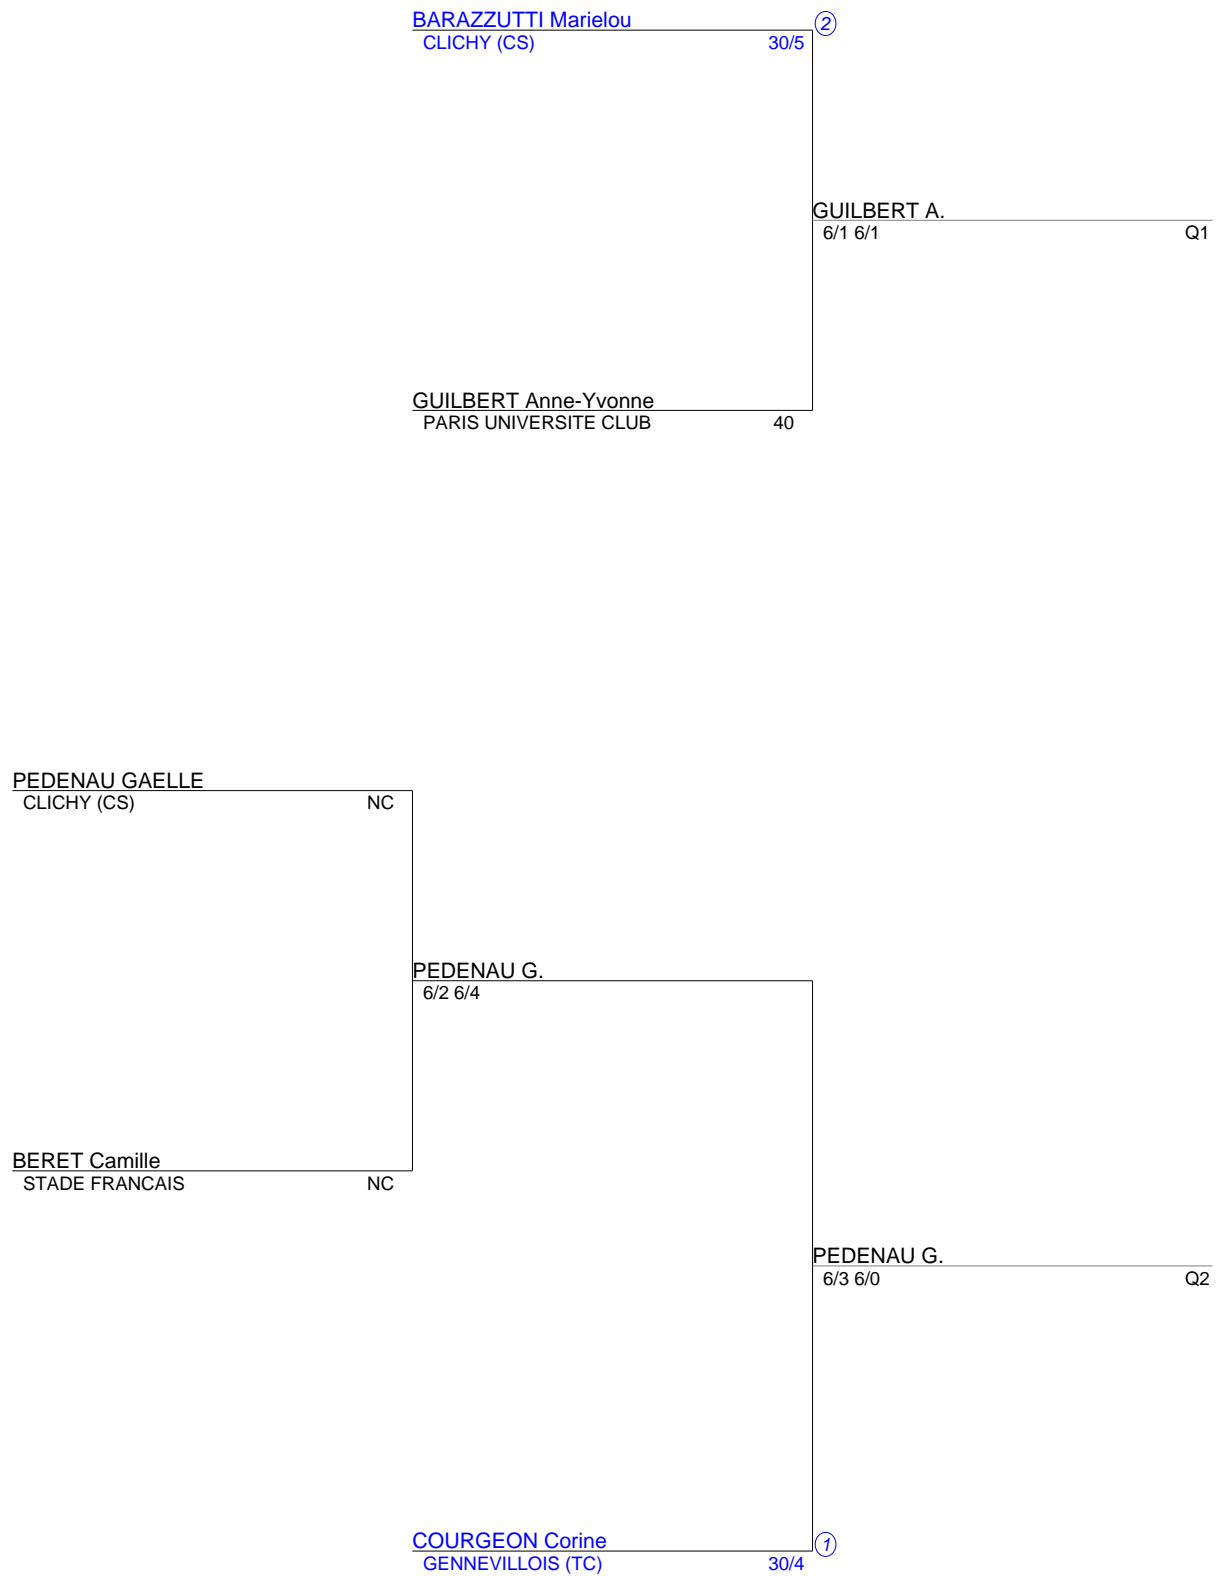 BARAZZUTTI Marielou
2
CLICHY (CS) 30/5
GUILBERT A.
6/1 6/1 Q1
GUILBERT Anne-Yvonne
PARIS UNIVERSITE CLUB 40
PEDENAU GAELLE
CLICHY (CS) NC
PEDENAU G.
6/2 6/4
BERET Camille
STADE FRANCAIS NC
PEDENAU G.
6/3 6/0 Q2
COURGEON Corine
1
GENNEVILLOIS (TC) 30/4